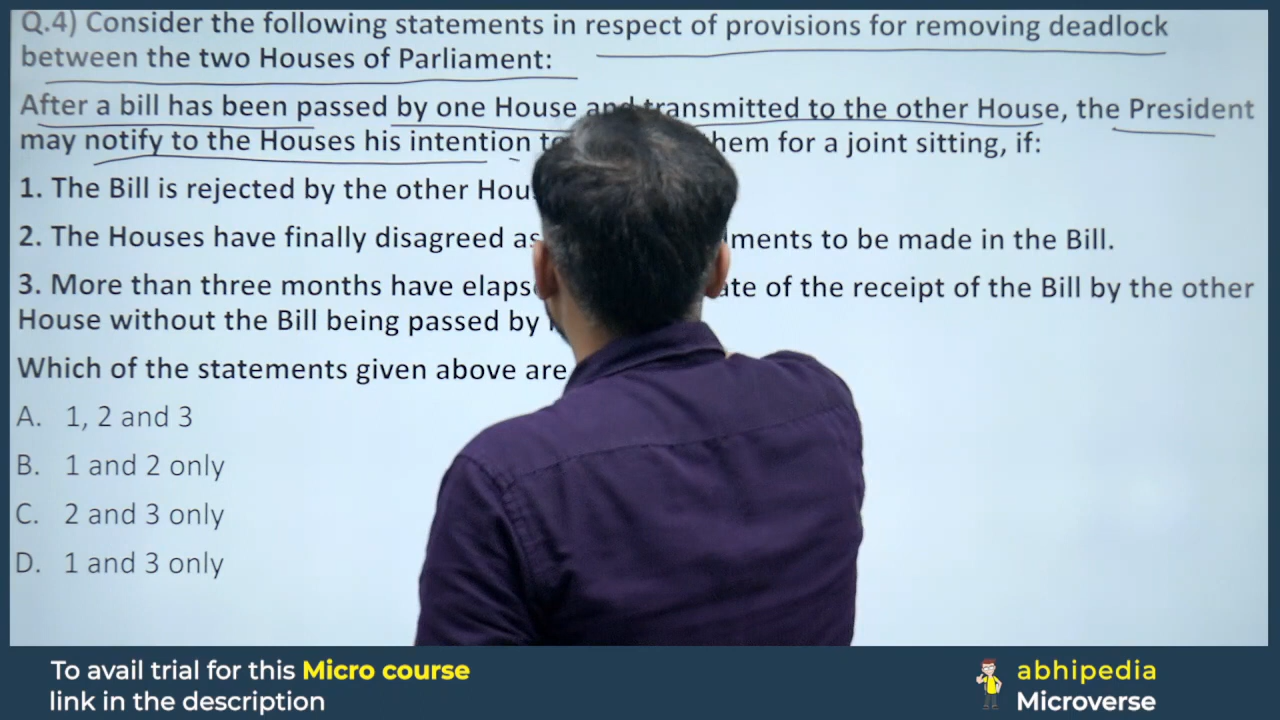 Q.4) Consider the following statements in respect of provisions for removing deadlock
between the two Houses of Parliament:
After a bill has been passed by one House and transmitted to the other House, the President
may notify to the Houses his intention for a joint sitting, if:
1. The Bill is rejected by the other
2. The Houses have finally disagreed to be made in the Bill.
3. More than three months have of the receipt of the Bill by the other
House without the Bill being passed by
Which of the statements given above are
A. 1, 2 and 3
B. 1 and 2 only
C. 2 and 3 only
D. 1 and 3 only
To avail trial for this Micro course
link in the description
abhipedia
Microverse